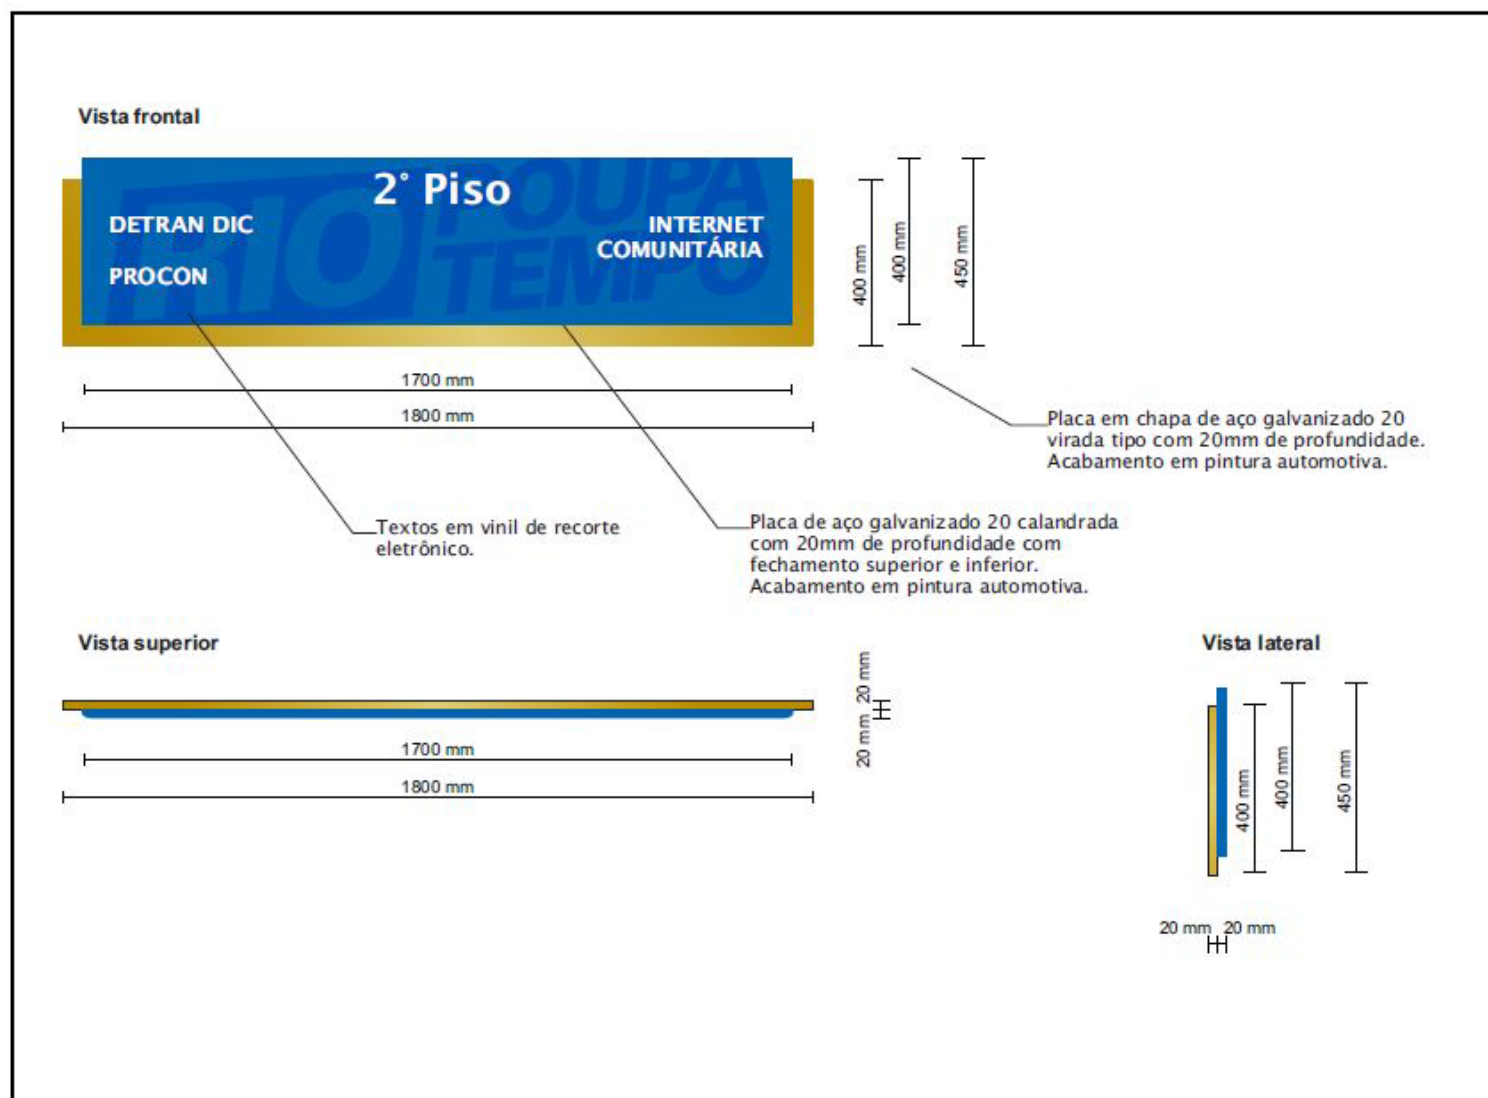 Vista frontal
2° Piso
RIO POUPA
TEMPO
DETRAN DIC
PROCON
INTERNET
COMUNITÁRIA
400 mm
400 mm
450 mm
1700 mm
1800 mm
Placa em chapa de aço galvanizado 20
virada tipo com 20mm de profundidade.
Acabamento em pintura automotiva.
Textos em vinil de recorte
eletrônico.
Placa de aço galvanizado 20 calandrada
com 20mm de profundidade com
fechamento superior e inferior.
Acabamento em pintura automotiva.
Vista superior
20 mm
20 mm
1700 mm
1800 mm
Vista lateral
400 mm
400 mm
450 mm
20 mm 20 mm